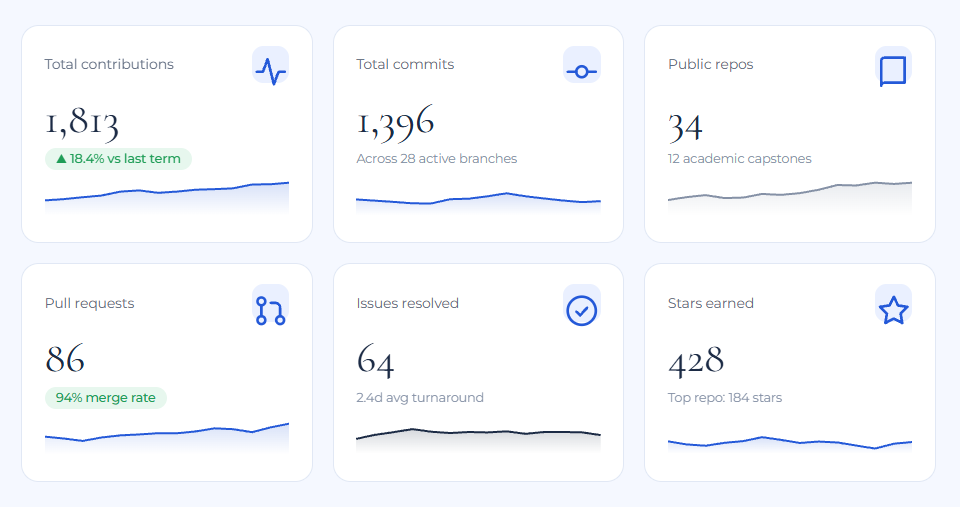 Total contributions
1,813
▲ 18.4% vs last term
Total commits
1,396
Across 28 active branches
Public repos
34
12 academic capstones
Pull requests
86
94% merge rate
Issues resolved
64
2.4d avg turnaround
Stars earned
428
Top repo: 184 stars